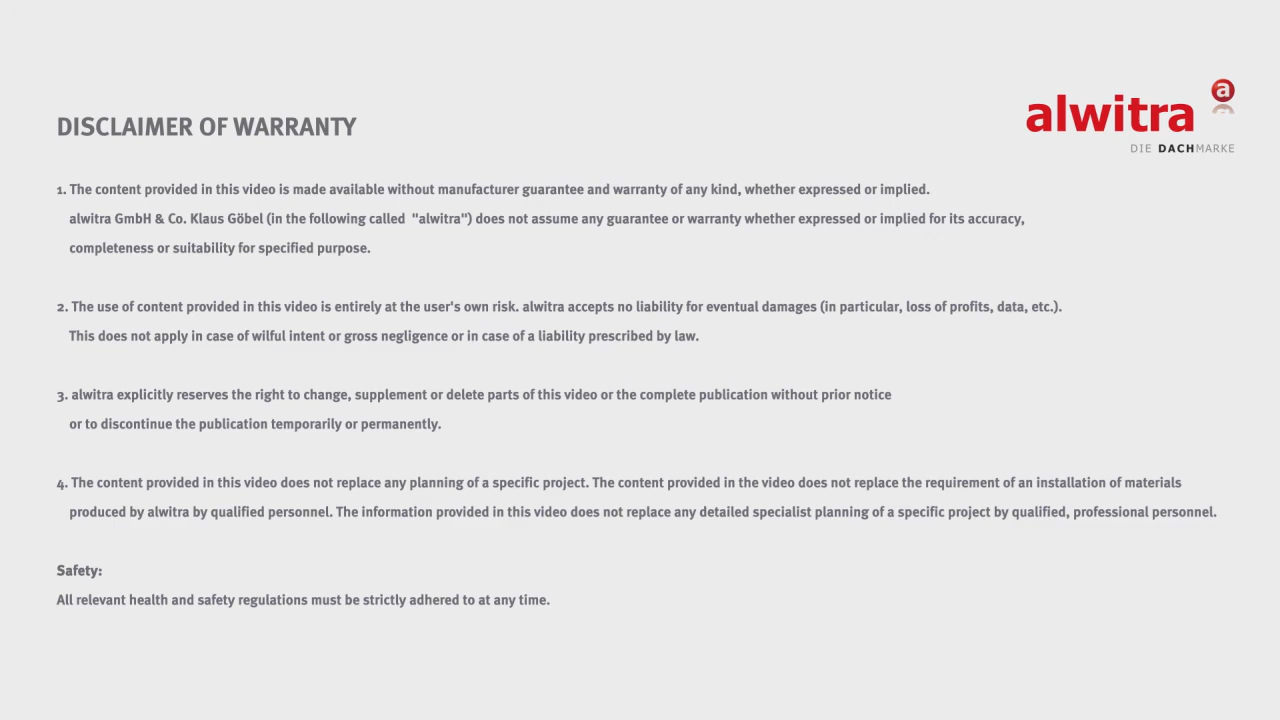 DISCLAIMER OF WARRANTY
alwitra
a
DIE DACHMARKE
1. The content provided in this video is made available without manufacturer guarantee and warranty of any kind, whether expressed or implied.
alwitra GmbH & Co. Klaus Göbel (in the following called "alwitra") does not assume any guarantee or warranty whether expressed or implied for its accuracy,
completeness or suitability for specified purpose.
2. The use of content provided in this video is entirely at the user's own risk. alwitra accepts no liability for eventual damages (in particular, loss of profits, data, etc.).
This does not apply in case of wilful intent or gross negligence or in case of a liability prescribed by law.
3. alwitra explicitly reserves the right to change, supplement or delete parts of this video or the complete publication without prior notice
or to discontinue the publication temporarily or permanently.
4. The content provided in this video does not replace any planning of a specific project. The content provided in the video does not replace the requirement of an installation of materials
produced by alwitra by qualified personnel. The information provided in this video does not replace any detailed specialist planning of a specific project by qualified, professional personnel.
Safety:
All relevant health and safety regulations must be strictly adhered to at any time.